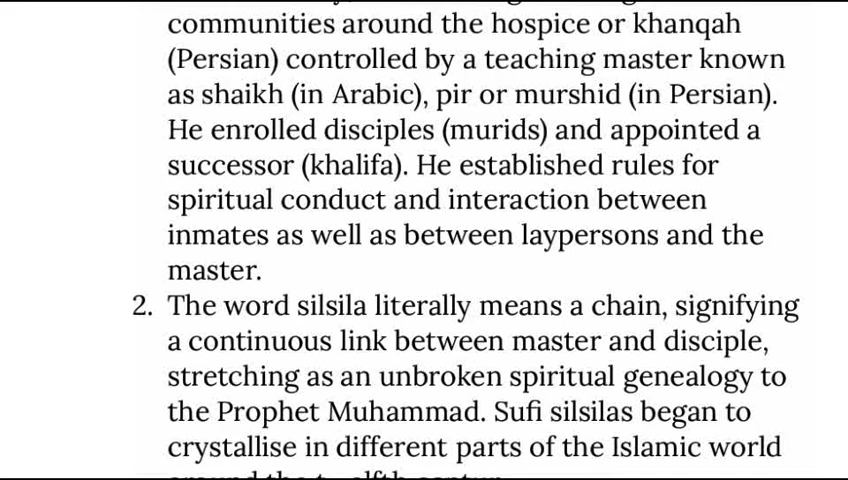 communities around the hospice or khanqah
(Persian) controlled by a teaching master known
as shaikh (in Arabic), pir or murshid (in Persian).
He enrolled disciples (murids) and appointed a
successor (khalifa). He established rules for
spiritual conduct and interaction between
inmates as well as between laypersons and the
master.
2. The word silsila literally means a chain, signifying
a continuous link between master and disciple,
stretching as an unbroken spiritual genealogy to
the Prophet Muhammad. Sufi silsilas began to
crystallise in different parts of the Islamic world